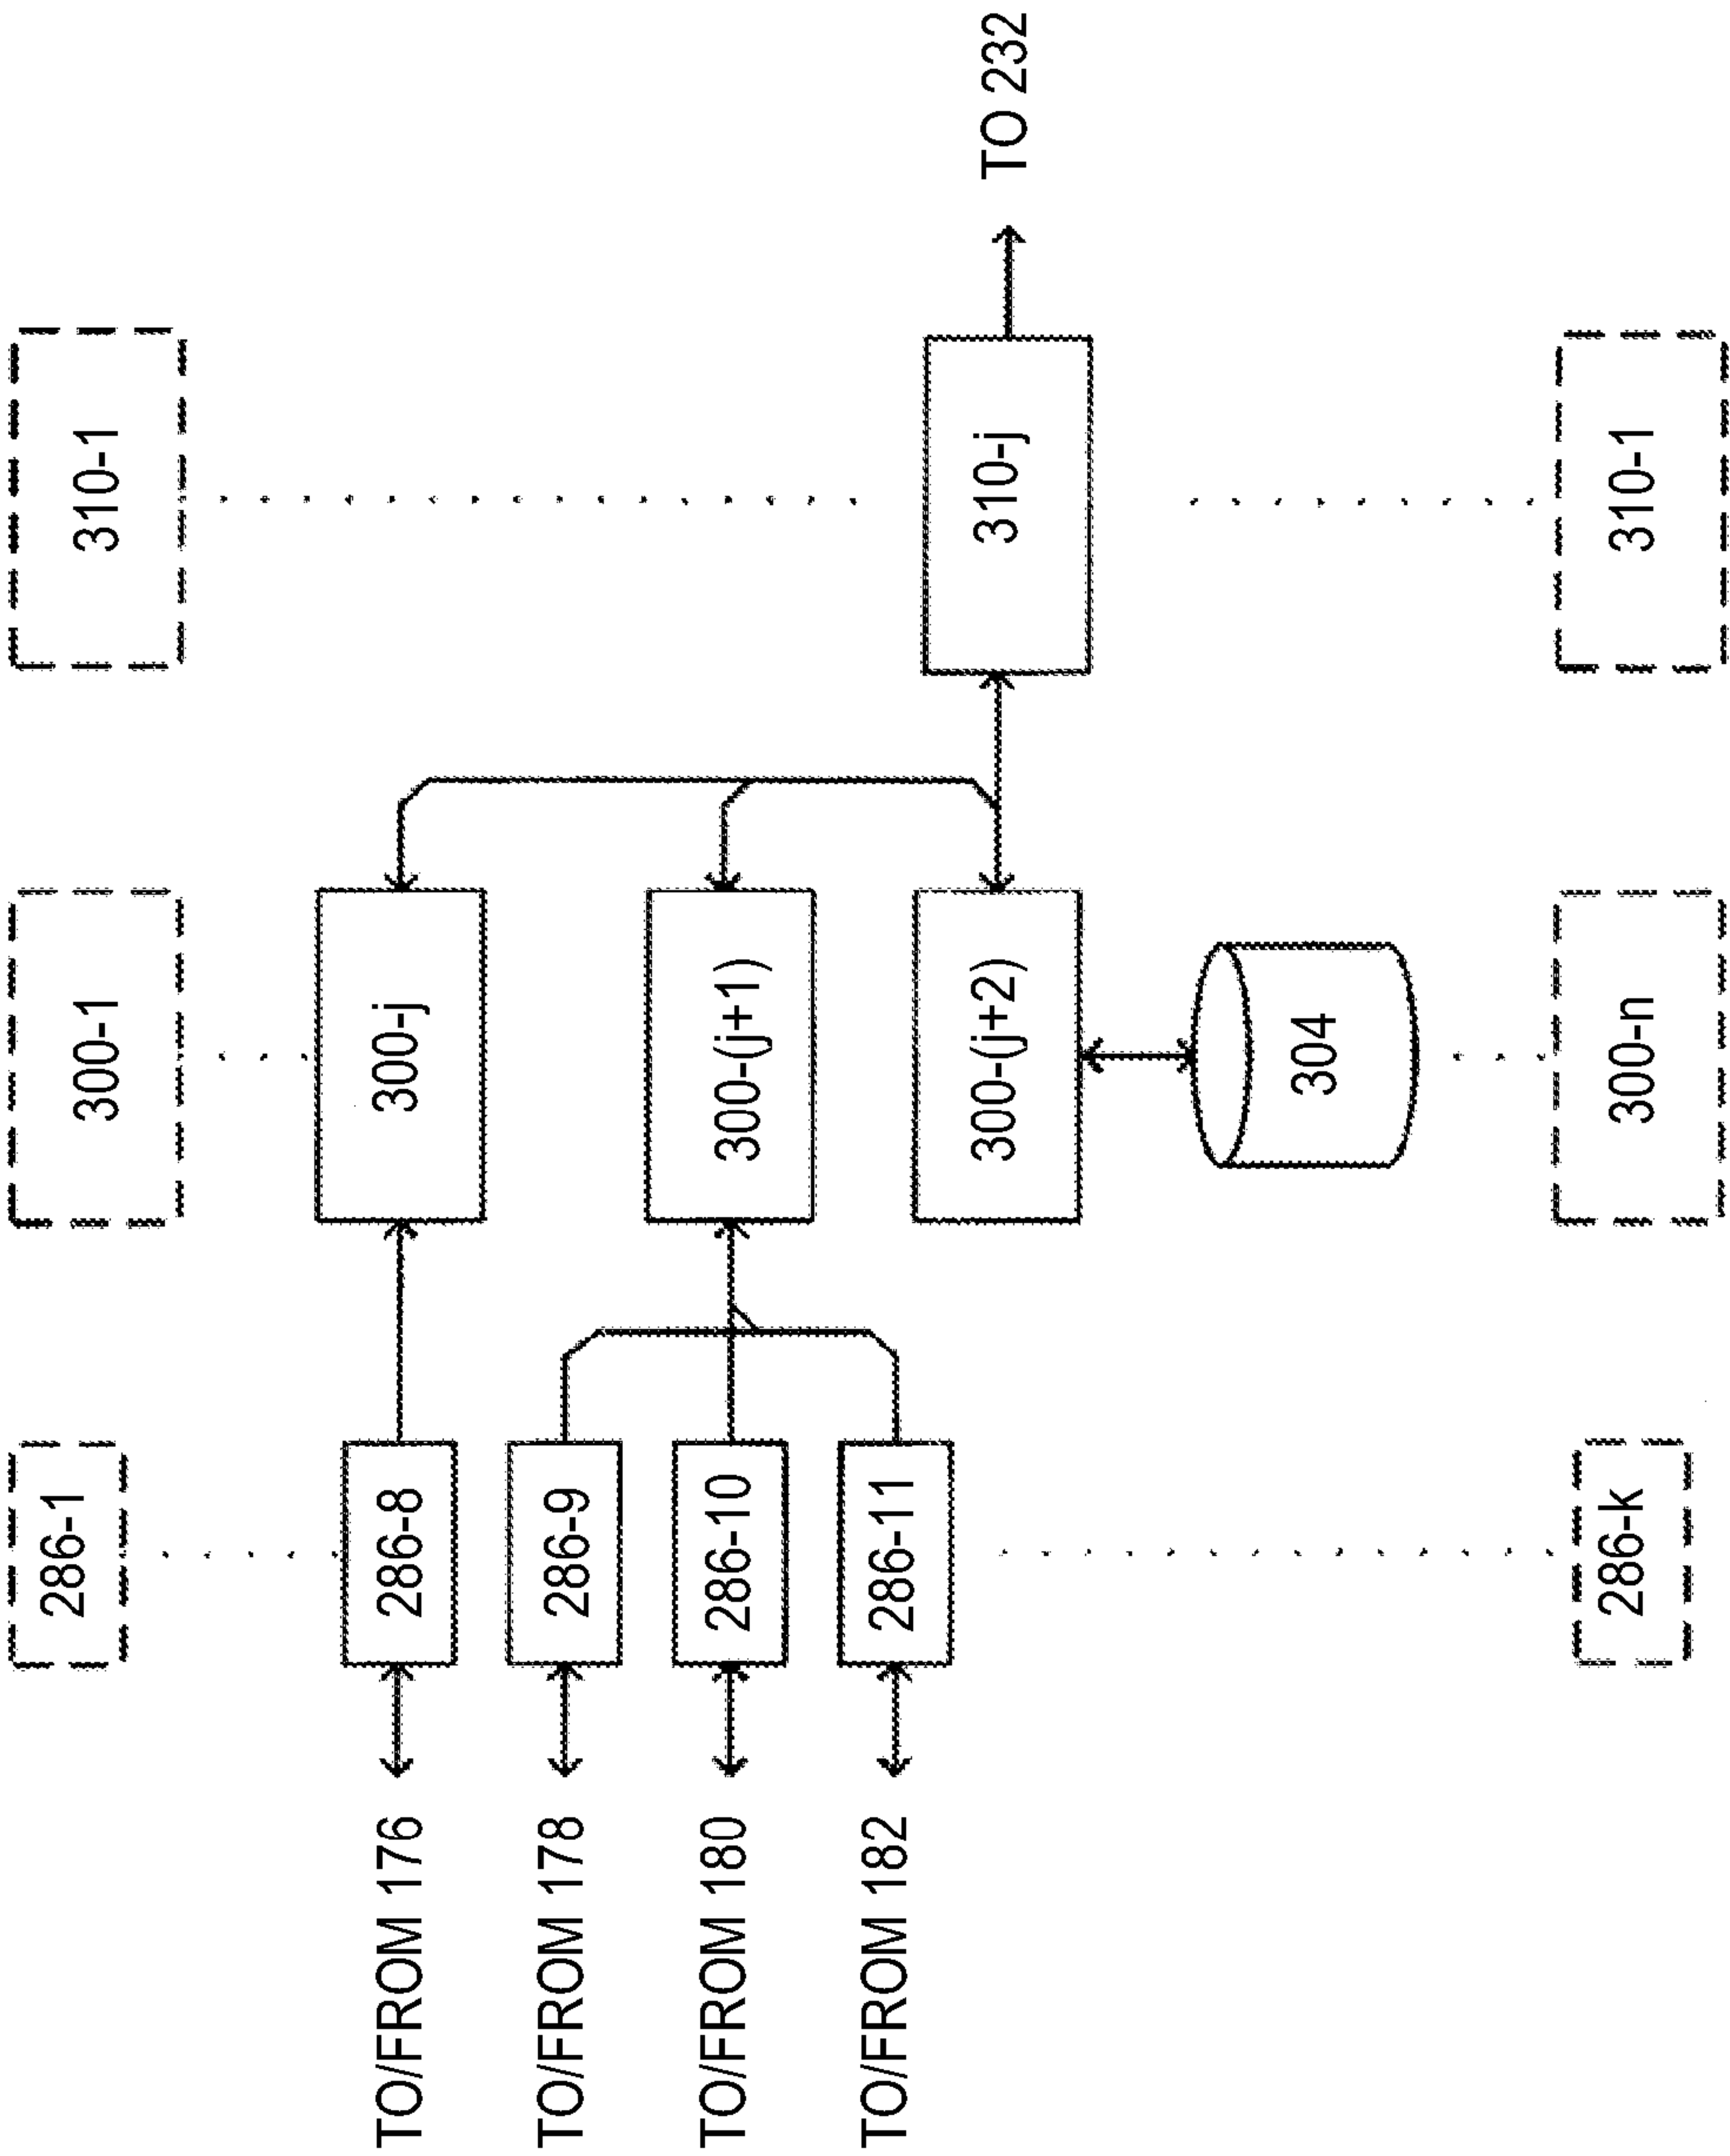 286-1
300-1
310-1
TO/FROM 176
286-8
300-j
TO/FROM 178
286-9
TO/FROM 180
286-10
300-(j+1)
TO/FROM 182
286-11
300-(j+2)
310-j
TO 232
304
286-k
300-n
310-1